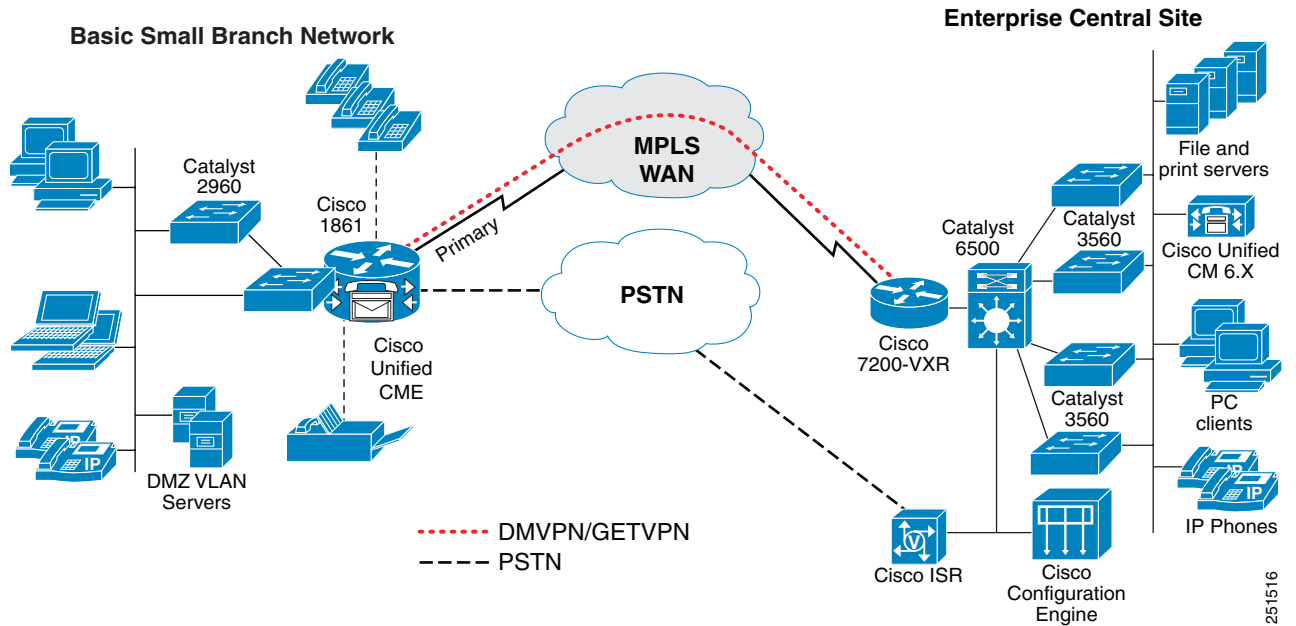 Basic Small Branch Network
Enterprise Central Site
Catalyst
2960
Cisco
1861
Primary
MPLS
WAN
PSTN
Cisco
Unified
CME
DMZ VLAN
Servers
IP
IP
Cisco
7200-VXR
Catalyst
6500
Catalyst
3560
Catalyst
3560
File and
print servers
Cisco Unified
CM 6.X
PC
clients
IP
IP
IP Phones
V
Cisco ISR
Cisco
Configuration
Engine
DMVPN/GETVPN
PSTN
251516